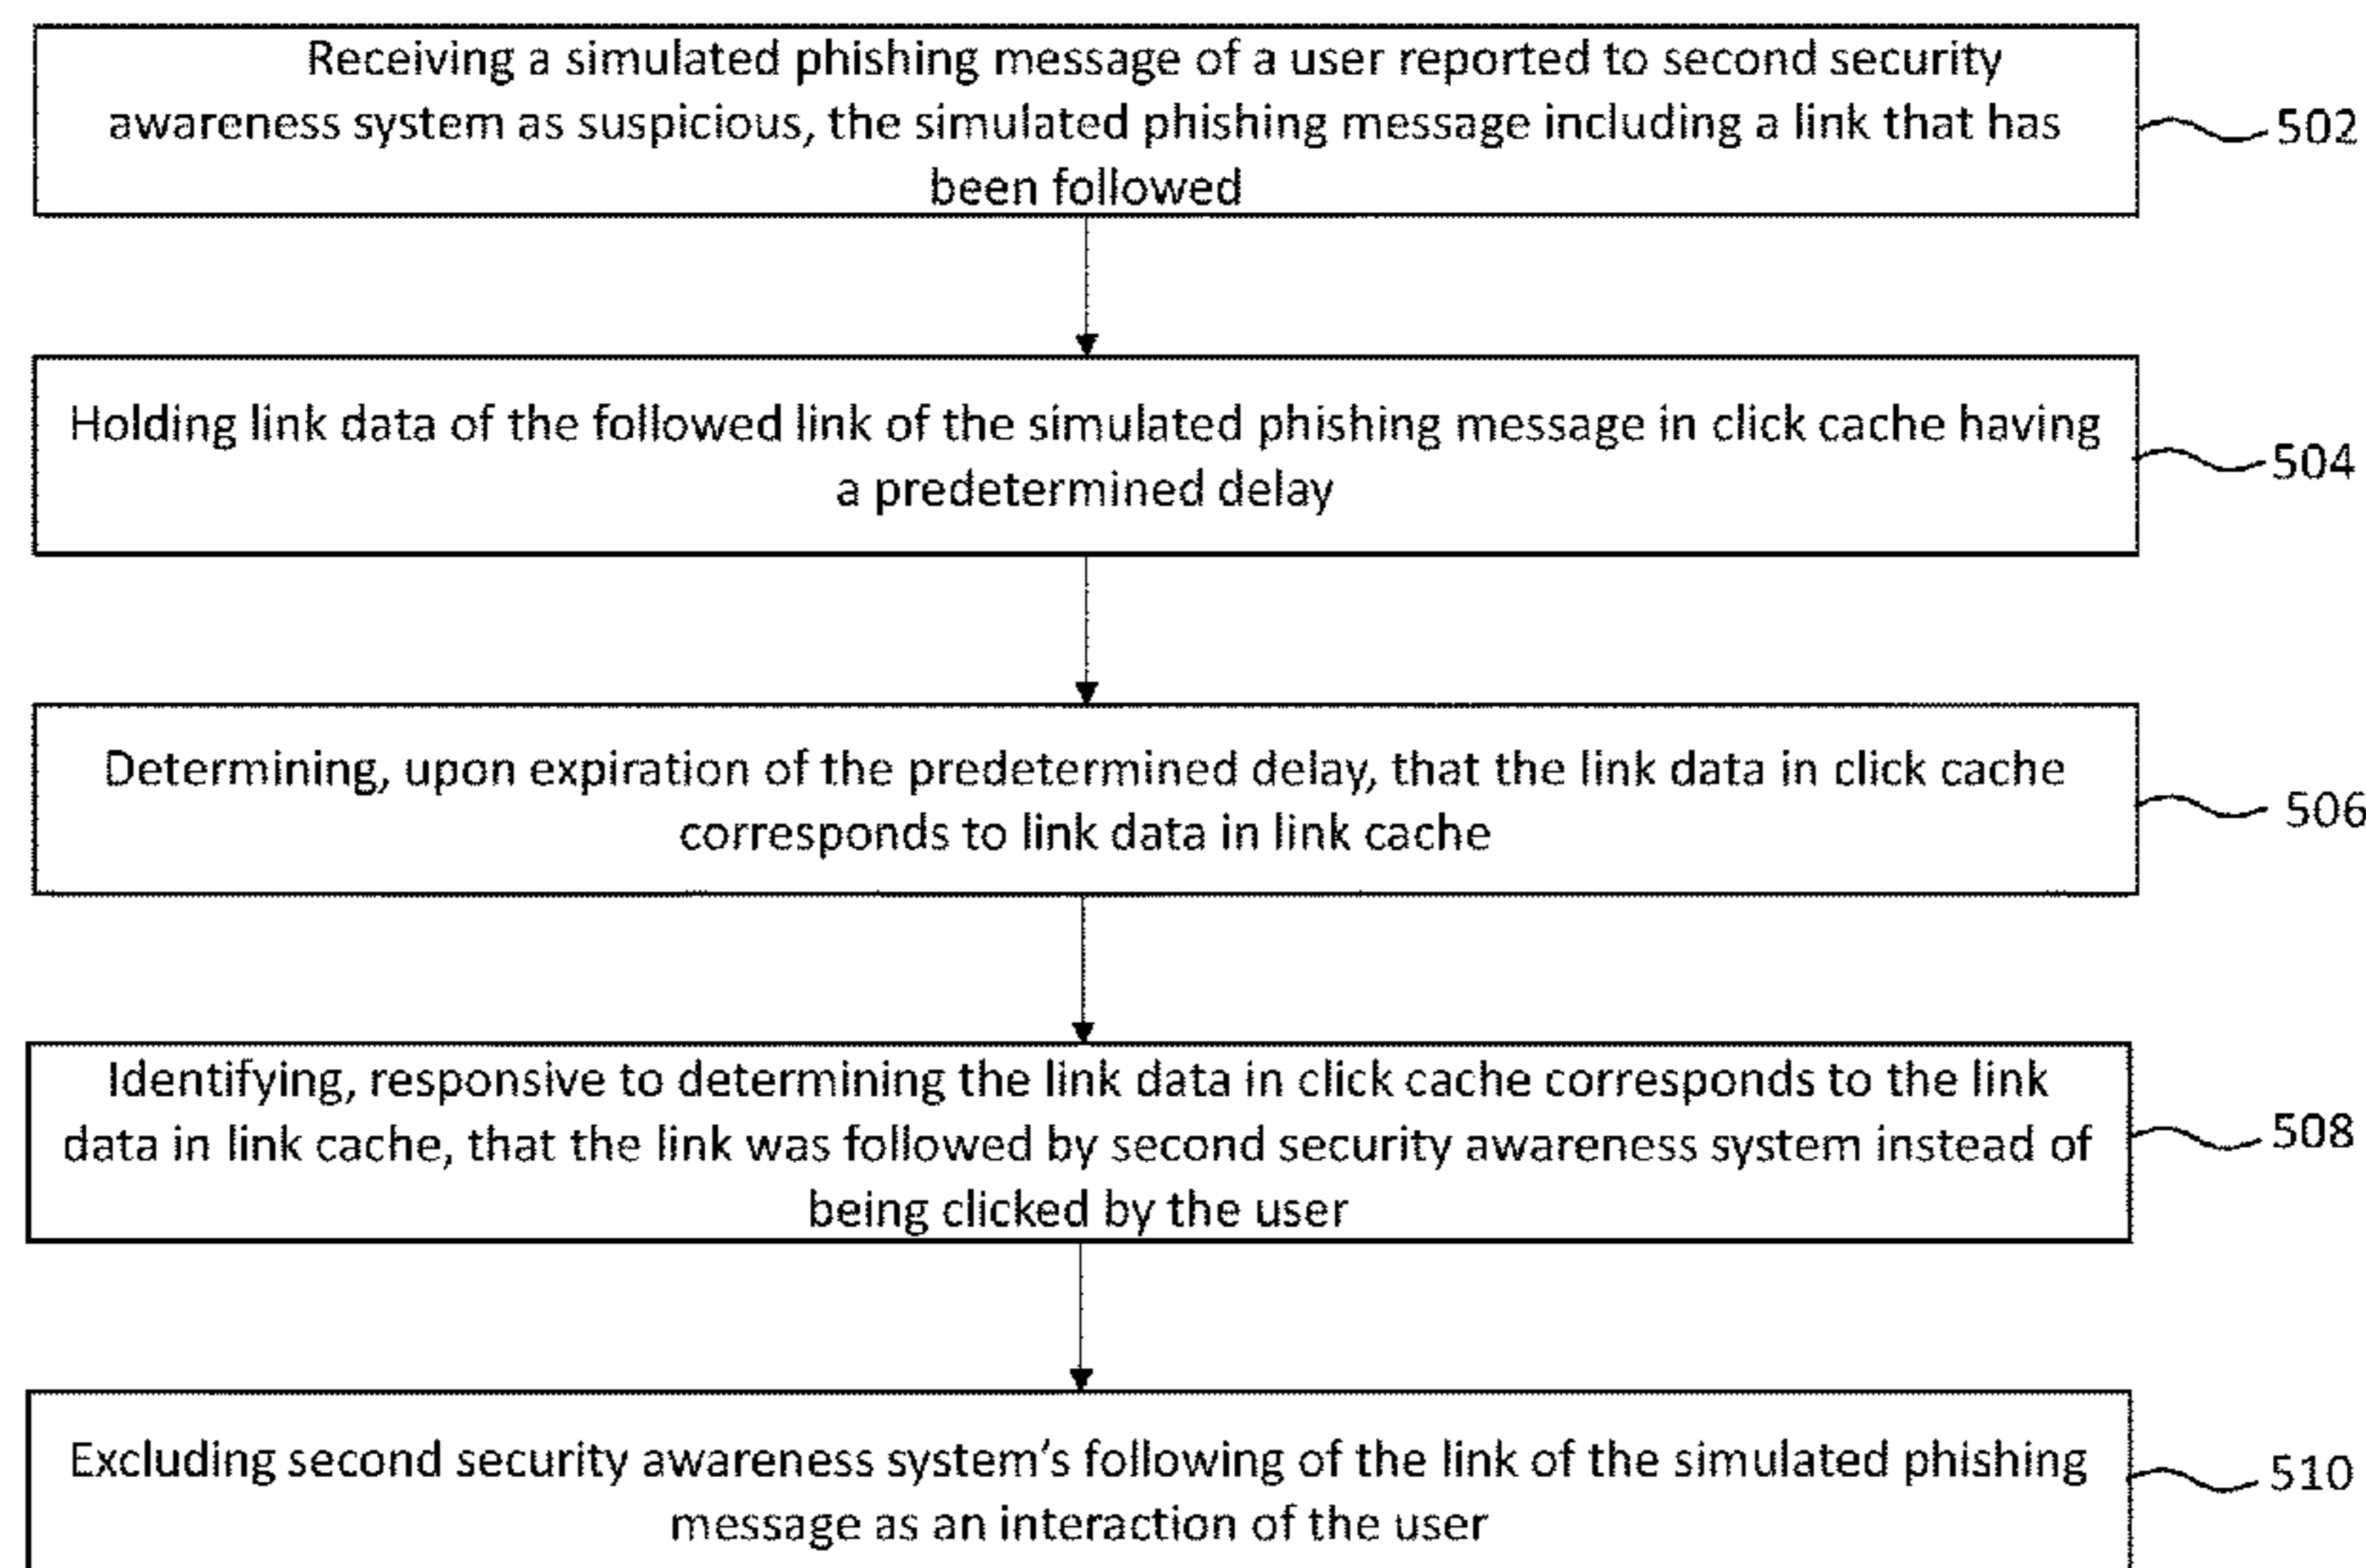 Receiving a simulated phishing message of a user reported to second security
awareness system as suspicious, the simulated phishing message including a link that has
been followed
502
Holding link data of the followed link of the simulated phishing message in click cache having
a predetermined delay
504
Determining, upon expiration of the predetermined delay, that the link data in click cache
corresponds to link data in link cache
506
Identifying, responsive to determining the link data in click cache corresponds to the link
data in link cache, that the link was followed by second security awareness system instead of
being clicked by the user
508
Excluding second security awareness system's following of the link of the simulated phishing
message as an interaction of the user
510